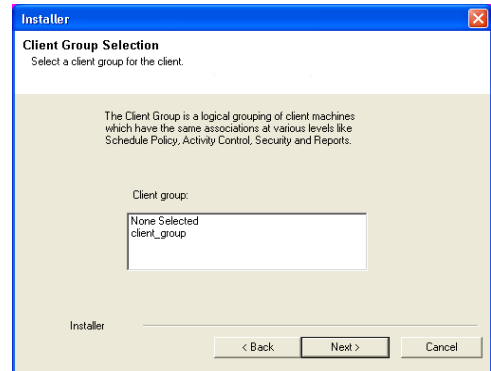 Installer
Client Group Selection
Select a client group for the client.
The Client Group is a logical grouping of client machines
which have the same associations at various levels like
Schedule Policy, Activity Control, Security and Reports.
Client group:
None Selected
client_group
Installer
< Back
Next >
Cancel